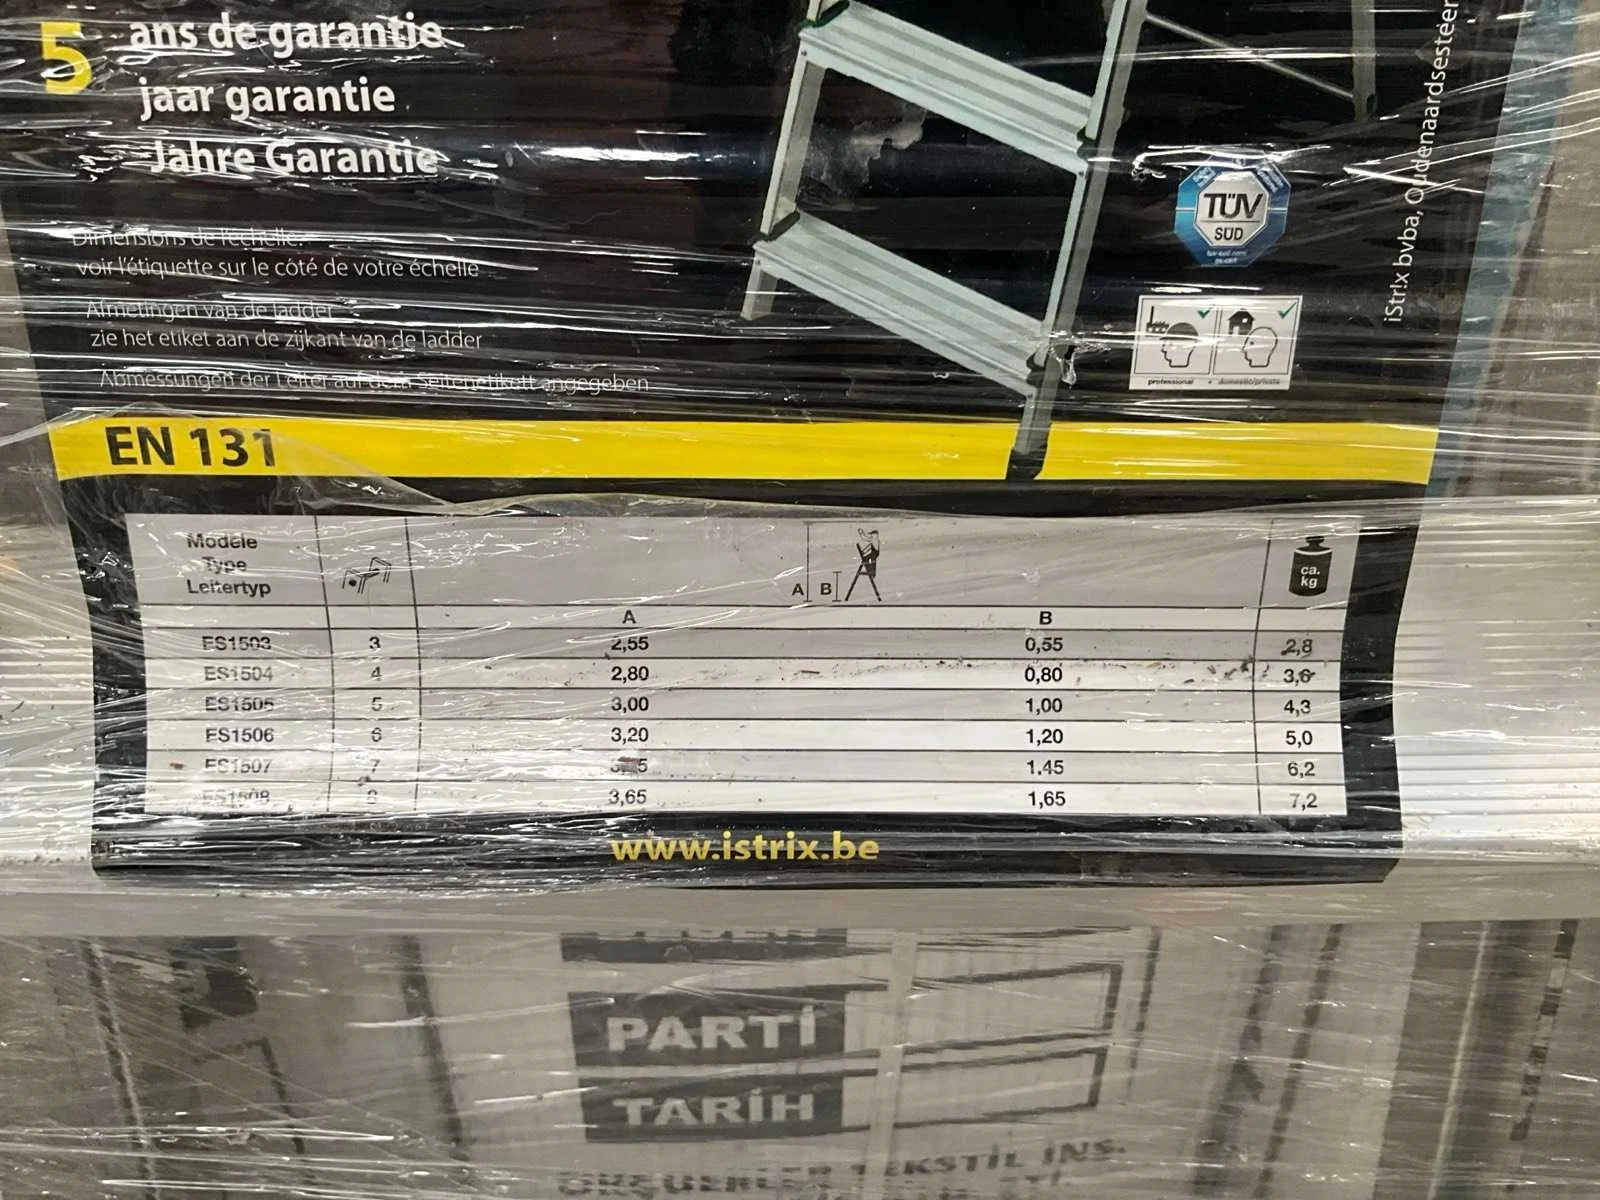 5 ans de garantie
jaar garantie
Jahre Garantie
Dimensions de l'échelle:
voir l'étiquette sur le côté de votre échelle
Afmetingen van de ladder
zie het etiket aan de zijkant van de ladder
Abmessungen der Leiter auf dem Seitenetikett angegeben
TÜV
SÜD
professional + domestic/private
iStrix bvba, Oudenaardsesteen
EN 131
Modèle
Type
Leitertyp
A B
ca.
kg
A B
ES1503 3 2,55 0,55 2,8
ES1504 4 2,80 0,80 3,6
ES1505 5 3,00 1,00 4,3
ES1506 6 3,20 1,20 5,0
ES1507 7 1.45 6,2
ES1508 8 3,65 1,65 7,2
www.istrix.be
PARTİ
TARİH
TEKSTİL INS.